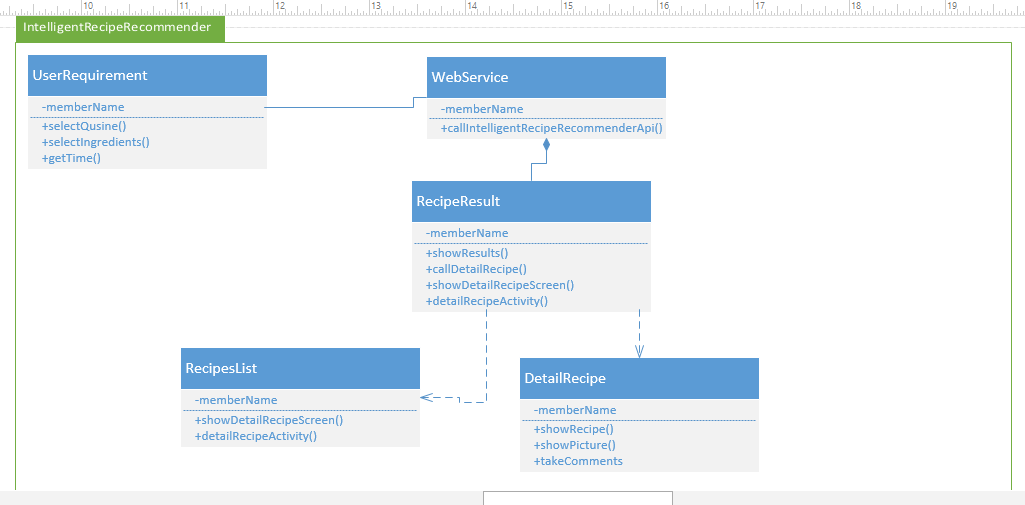 10 11 12 13 14 15 16 17 18 19
IntelligentRecipeRecommender
UserRequirement
-memberName
+selectQusine()
+selectIngredients()
+getTime()
WebService
-memberName
+callIntelligentRecipeRecommenderApi()
RecipeResult
-memberName
+showResults()
+callDetailRecipe()
+showDetailRecipeScreen()
+detailRecipeActivity()
RecipesList
-memberName
+showDetailRecipeScreen()
+detailRecipeActivity()
DetailRecipe
-memberName
+showRecipe()
+showPicture()
+takeComments